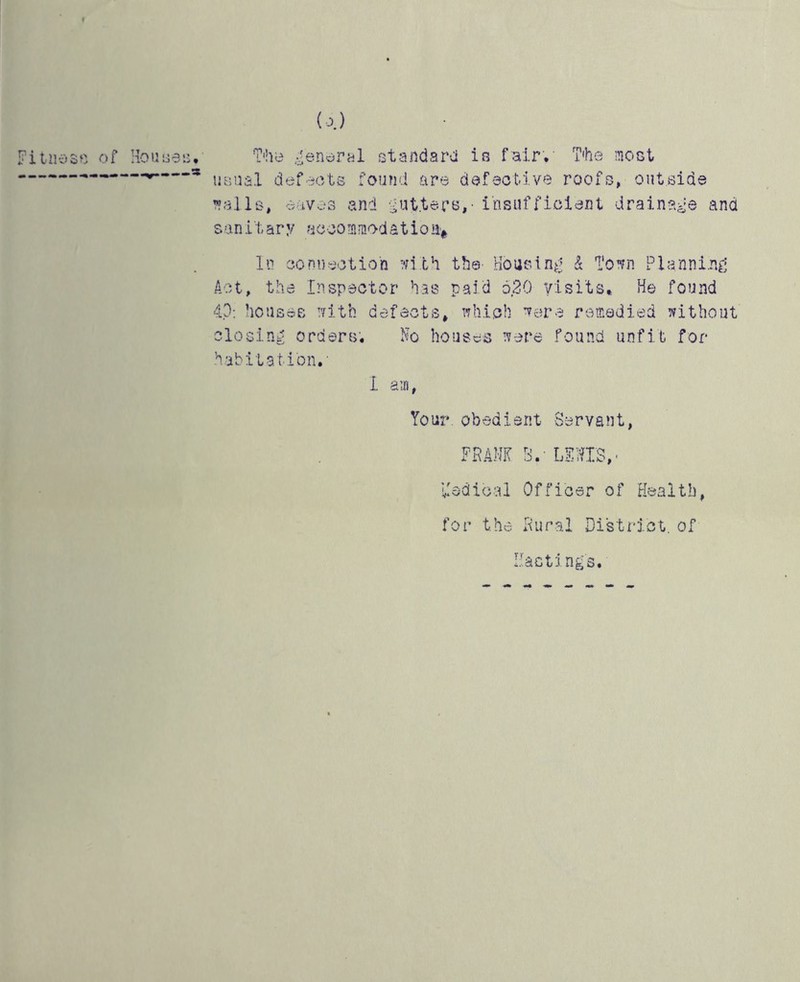 (5.)
Fitness of Houses. The general standard is fair. The most
usual defects found are defective roofs, outside
walls, eaves and gutters, insufficient drainage and
sanitary accommodation.
In connection with the Housing & Town Planning
Act, the Inspector has paid visits. He found
40 houses with defects, which were remedied without
closing orders. No houses were found unfit for
habitation.
I am,
Your obedient Servant,
FRANK B. LEWIS,
Medical Officer of Health,
for the Rural District of
Hastings.